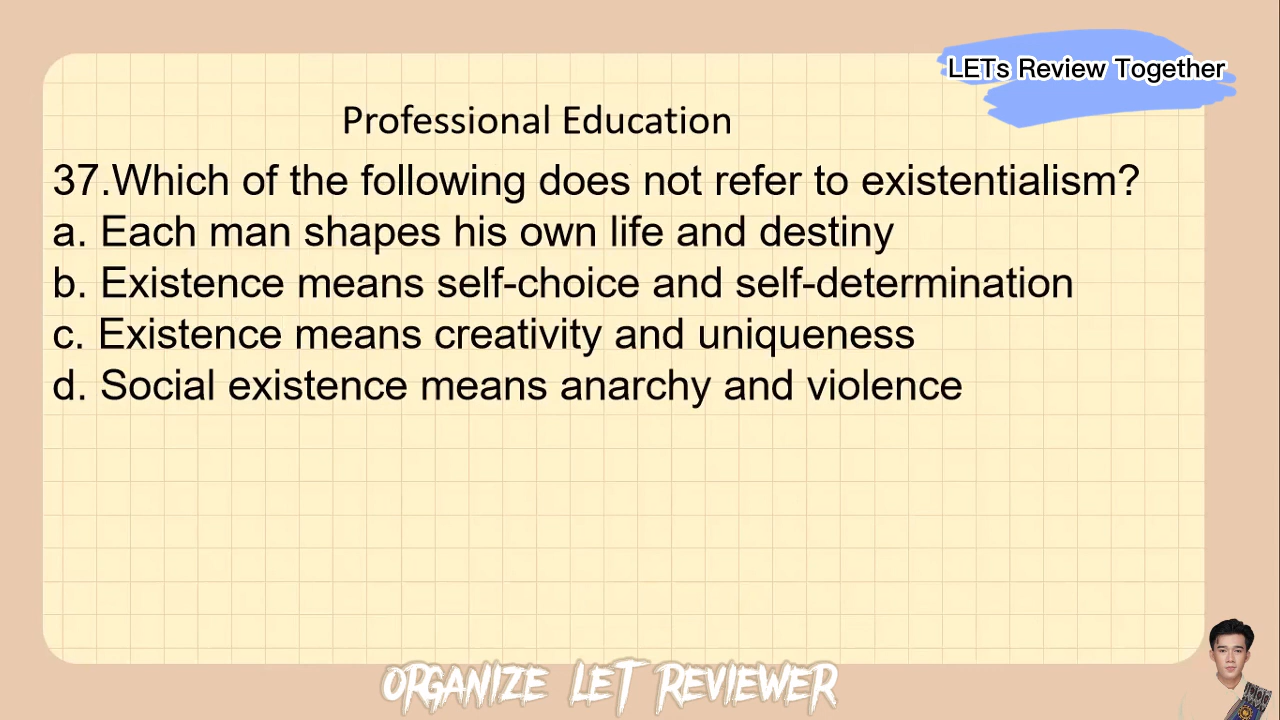 LETs Review Together
Professional Education
37.Which of the following does not refer to existentialism?
a. Each man shapes his own life and destiny
b. Existence means self-choice and self-determination
c. Existence means creativity and uniqueness
d. Social existence means anarchy and violence
ORGANIZE LET REVIEWER